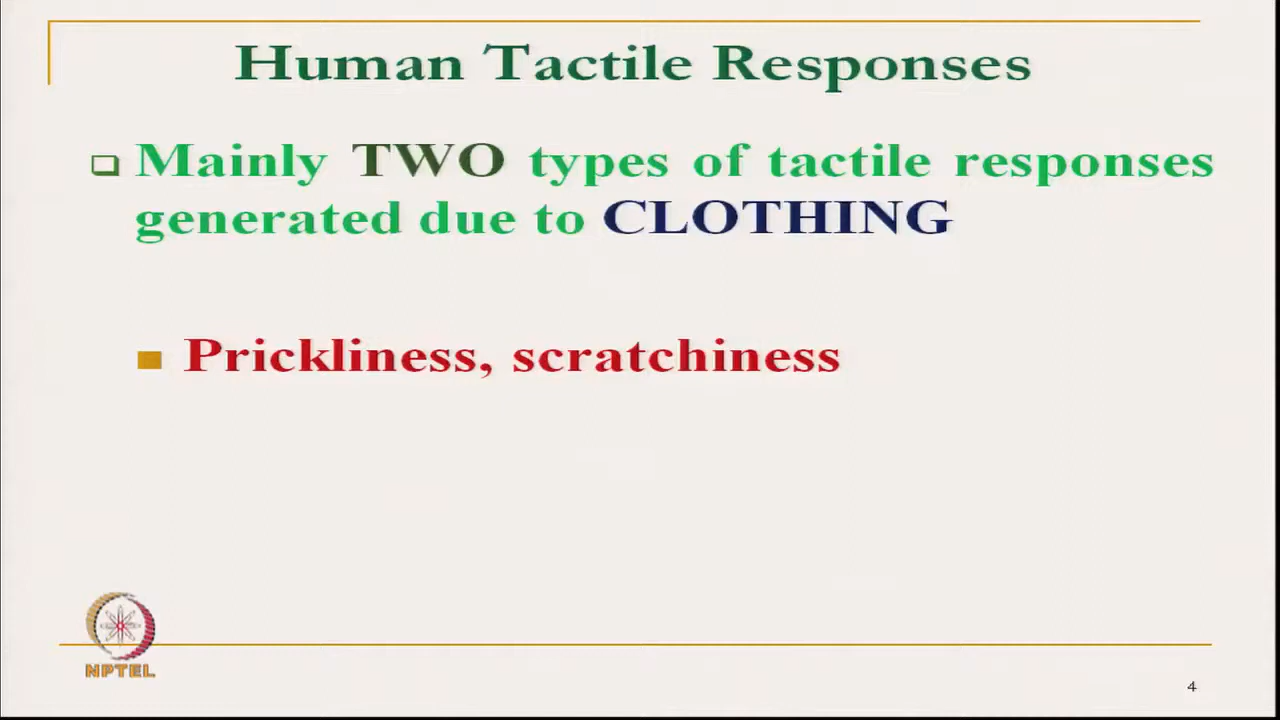 Human Tactile Responses
Mainly TWO types of tactile responses
generated due to CLOTHING
Prickliness, scratchiness
NPTEL
4